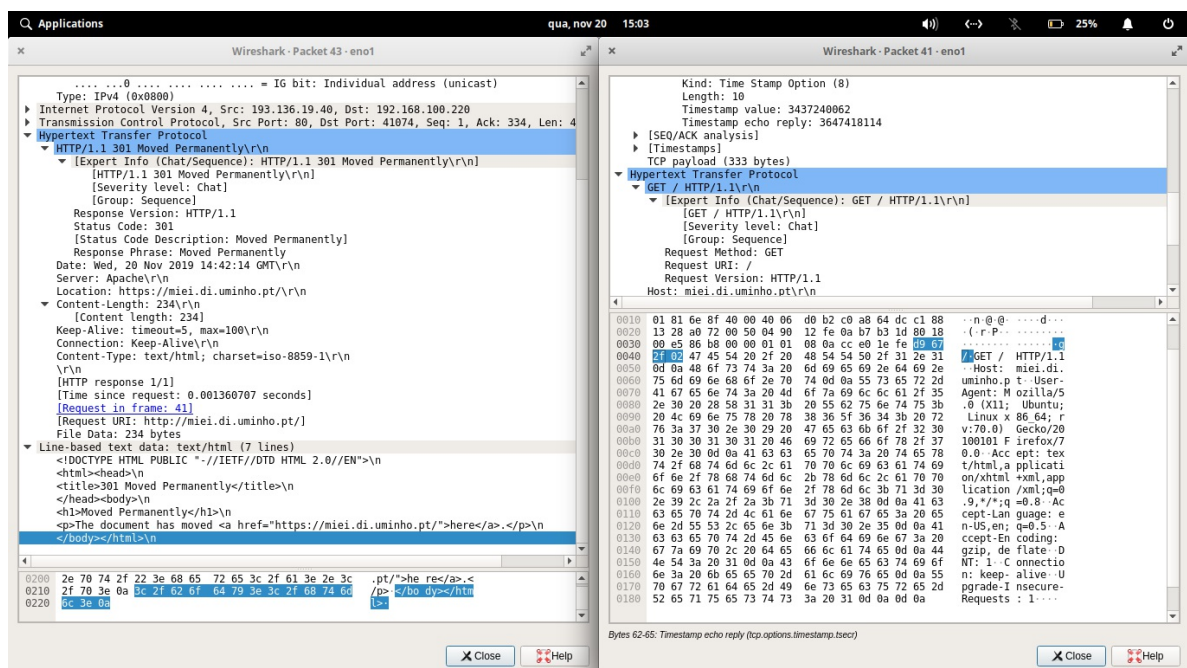 Applications
qua, nov 20 15:03
25%
Wireshark · Packet 43 · eno1
.... ...0 .... .... .... .... = IG bit: Individual address (unicast)
Type: IPv4 (0x0800)
Internet Protocol Version 4, Src: 193.136.19.40, Dst: 192.168.100.220
Transmission Control Protocol, Src Port: 80, Dst Port: 41074, Seq: 1, Ack: 334, Len: 4
Hypertext Transfer Protocol
HTTP/1.1 301 Moved Permanently\r\n
[Expert Info (Chat/Sequence): HTTP/1.1 301 Moved Permanently\r\n]
[HTTP/1.1 301 Moved Permanently\r\n]
[Severity level: Chat]
[Group: Sequence]
Response Version: HTTP/1.1
Status Code: 301
[Status Code Description: Moved Permanently]
Response Phrase: Moved Permanently
Date: Wed, 20 Nov 2019 14:42:14 GMT\r\n
Server: Apache\r\n
Location: https://miei.di.uminho.pt/\r\n
Content-Length: 234\r\n
[Content length: 234]
Keep-Alive: timeout=5, max=100\r\n
Connection: Keep-Alive\r\n
Content-Type: text/html; charset=iso-8859-1\r\n
\r\n
[HTTP response 1/1]
[Time since request: 0.001360707 seconds]
[Request in frame: 41]
[Request URI: http://miei.di.uminho.pt/]
File Data: 234 bytes
Line-based text data: text/html (7 lines)
<!DOCTYPE HTML PUBLIC "-//IETF//DTD HTML 2.0//EN">\n
<html><head>\n
<title>301 Moved Permanently</title>\n
</head><body>\n
<h1>Moved Permanently</h1>\n
<p>The document has moved <a href="https://miei.di.uminho.pt/">here</a>.</p>\n
</body></html>\n
0200 2e 70 74 2f 22 3e 68 65 72 65 3c 2f 61 3e 2e 3c .pt/">he re</a>.<
0210 2f 70 3e 0a 3c 2f 62 6f 64 79 3e 3c 2f 68 74 6d /p>·</bo dy></htm
0220 6c 3e 0a l>·
Close
Help
Wireshark · Packet 41 · eno1
Kind: Time Stamp Option (8)
Length: 10
Timestamp value: 3437240062
Timestamp echo reply: 3647418114
[SEQ/ACK analysis]
[Timestamps]
TCP payload (333 bytes)
Hypertext Transfer Protocol
GET / HTTP/1.1\r\n
[Expert Info (Chat/Sequence): GET / HTTP/1.1\r\n]
[GET / HTTP/1.1\r\n]
[Severity level: Chat]
[Group: Sequence]
Request Method: GET
Request URI: /
Request Version: HTTP/1.1
Host: miei.di.uminho.pt\r\n
0010 01 81 6e 8f 40 00 40 06 d0 b2 c0 a8 64 dc c1 88 ··n·@·@· ····d···
0020 13 28 a0 72 00 50 04 90 12 fe 0a b7 b3 1d 80 18 ·(·r·P·· ········
0030 00 e5 86 b8 00 00 01 01 08 0a cc e0 1e fe d9 67 ········ ·······g
0040 2f 02 47 45 54 20 2f 20 48 54 54 50 2f 31 2e 31 /·GET / HTTP/1.1
0050 0d 0a 48 6f 73 74 3a 20 6d 69 65 69 2e 64 69 2e ··Host: miei.di.
0060 75 6d 69 6e 68 6f 2e 70 74 0d 0a 55 73 65 72 2d uminho.p t··User-
0070 41 67 65 6e 74 3a 20 4d 6f 7a 69 6c 6c 61 2f 35 Agent: M ozilla/5
0080 2e 30 20 28 58 31 31 3b 20 55 62 75 6e 74 75 3b .0 (X11; Ubuntu;
0090 20 4c 69 6e 75 78 20 78 38 36 5f 36 34 3b 20 72 Linux x 86_64; r
00a0 76 3a 37 30 2e 30 29 20 47 65 63 6b 6f 2f 32 30 v:70.0) Gecko/20
00b0 31 30 30 31 30 31 20 46 69 72 65 66 6f 78 2f 37 100101 F irefox/7
00c0 30 2e 30 0d 0a 41 63 63 65 70 74 3a 20 74 65 78 0.0··Acc ept: tex
00d0 74 2f 68 74 6d 6c 2c 61 70 70 6c 69 63 61 74 69 t/html,a pplicati
00e0 6f 6e 2f 78 68 74 6d 6c 2b 78 6d 6c 2c 61 70 70 on/xhtml +xml,app
00f0 6c 69 63 61 74 69 6f 6e 2f 78 6d 6c 3b 71 3d 30 lication /xml;q=0
0100 2e 39 2c 2a 2f 2a 3b 71 3d 30 2e 38 0d 0a 41 63 .9,*/*;q =0.8··Ac
0110 63 65 70 74 2d 4c 61 6e 67 75 61 67 65 3a 20 65 cept-Lan guage: e
0120 6e 2d 55 53 2c 65 6e 3b 71 3d 30 2e 35 0d 0a 41 n-US,en; q=0.5··A
0130 63 63 65 70 74 2d 45 6e 63 6f 64 69 6e 67 3a 20 ccept-En coding:
0140 67 7a 69 70 2c 20 64 65 66 6c 61 74 65 0d 0a 44 gzip, de flate··D
0150 4e 54 3a 20 31 0d 0a 43 6f 6e 6e 65 63 74 69 6f NT: 1··C onnectio
0160 6e 3a 20 6b 65 65 70 2d 61 6c 69 76 65 0d 0a 55 n: keep- alive··U
0170 70 67 72 61 64 65 2d 49 6e 73 65 63 75 72 65 2d pgrade-I nsecure-
0180 52 65 71 75 65 73 74 73 3a 20 31 0d 0a 0d 0a Requests : 1····
Bytes 62-65: Timestamp echo reply (tcp.options.timestamp.tsecr)
Close
Help